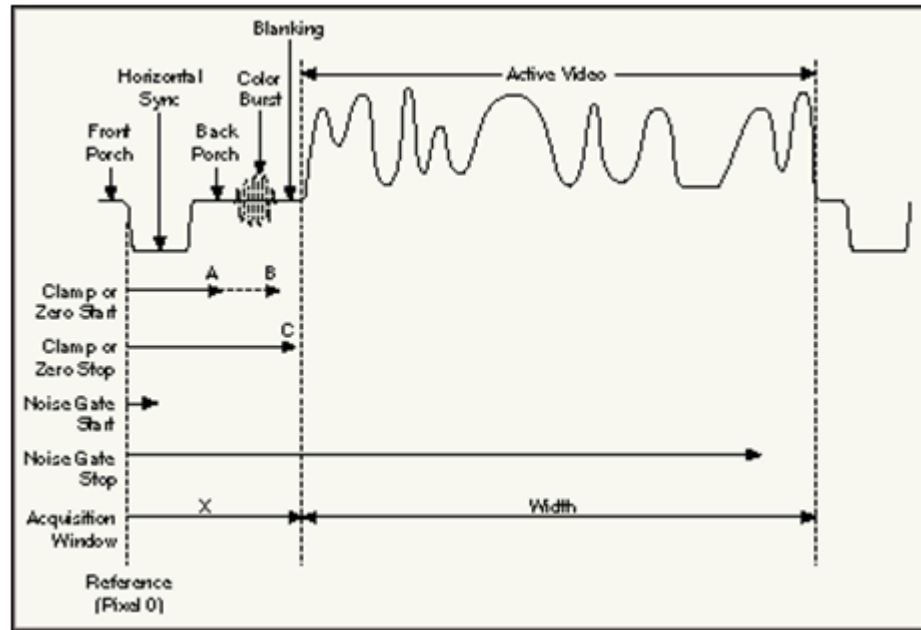 Blanking
Active Video
Horizontal
Sync
Color
Burst
Front
Porch
Back
Porch
A
B
Clamp or
Zero Start
C
Clamp or
Zero Stop
Noise Gate
Start
Noise Gate
Stop
X
Width
Acquisition
Window
Reference
(Pixel 0)